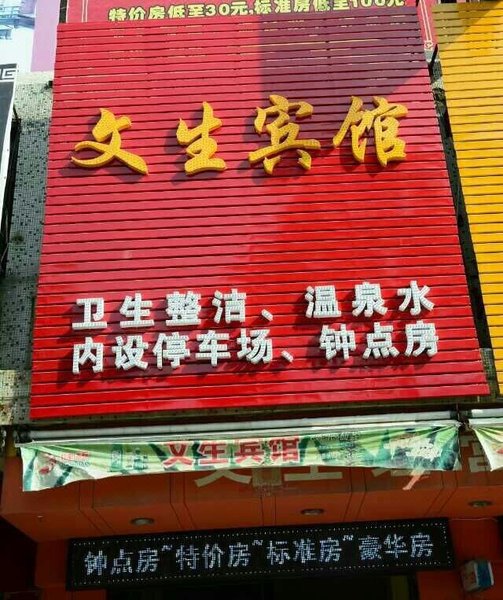 特价房低至30元,标准房低至100元
文生宾馆
卫生整洁、温泉水
内设停车场、钟点房
文生宾馆
钟点房~特价房~标准房~豪华房